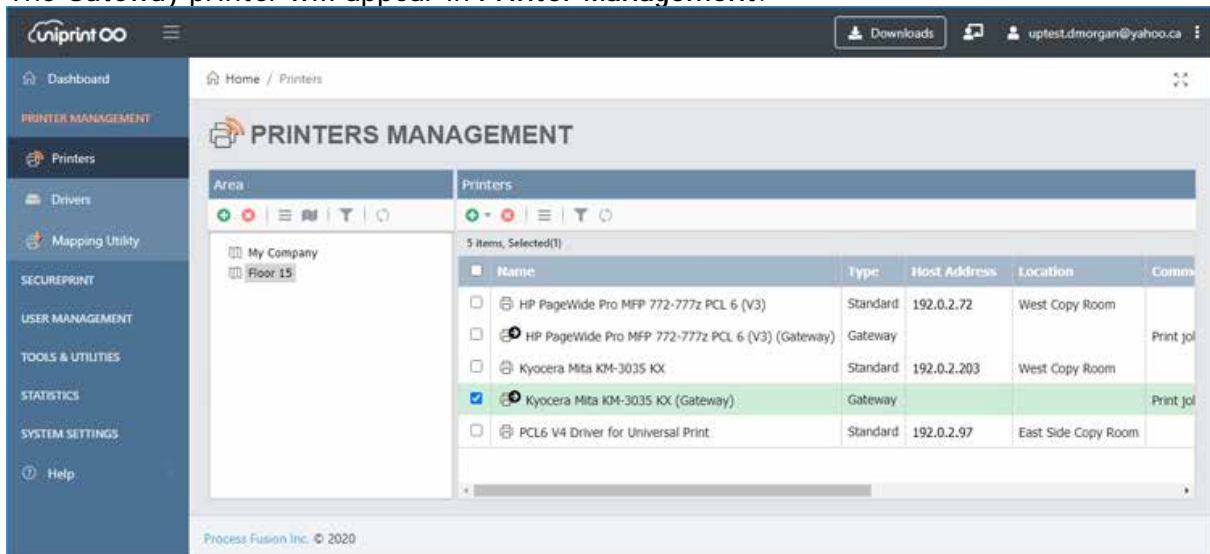 The Gateway printer will appear in Printer Management.
uniprint
Downloads
uptest.dmorgan@yahoo.ca
Dashboard
Home / Printers
PRINTER MANAGEMENT
PRINTERS MANAGEMENT
Printers
Area
Printers
Drivers
Mapping Utility
5 items, Selected(1)
My Company
Floor 15
Name Type Host Address Location Comm
SECUREPRINT
HP PageWide Pro MFP 772-777z PCL 6 (V3) Standard 192.0.2.72 West Copy Room
USER MANAGEMENT
HP PageWide Pro MFP 772-777z PCL 6 (V3) (Gateway) Gateway Print jol
TOOLS & UTILITIES
Kyocera Mita KM-3035 KX Standard 192.0.2.203 West Copy Room
STATISTICS
Kyocera Mita KM-3035 KX (Gateway) Gateway Print jol
SYSTEM SETTINGS
PCL6 V4 Driver for Universal Print Standard 192.0.2.97 East Side Copy Room
Help
Process Fusion Inc. © 2020